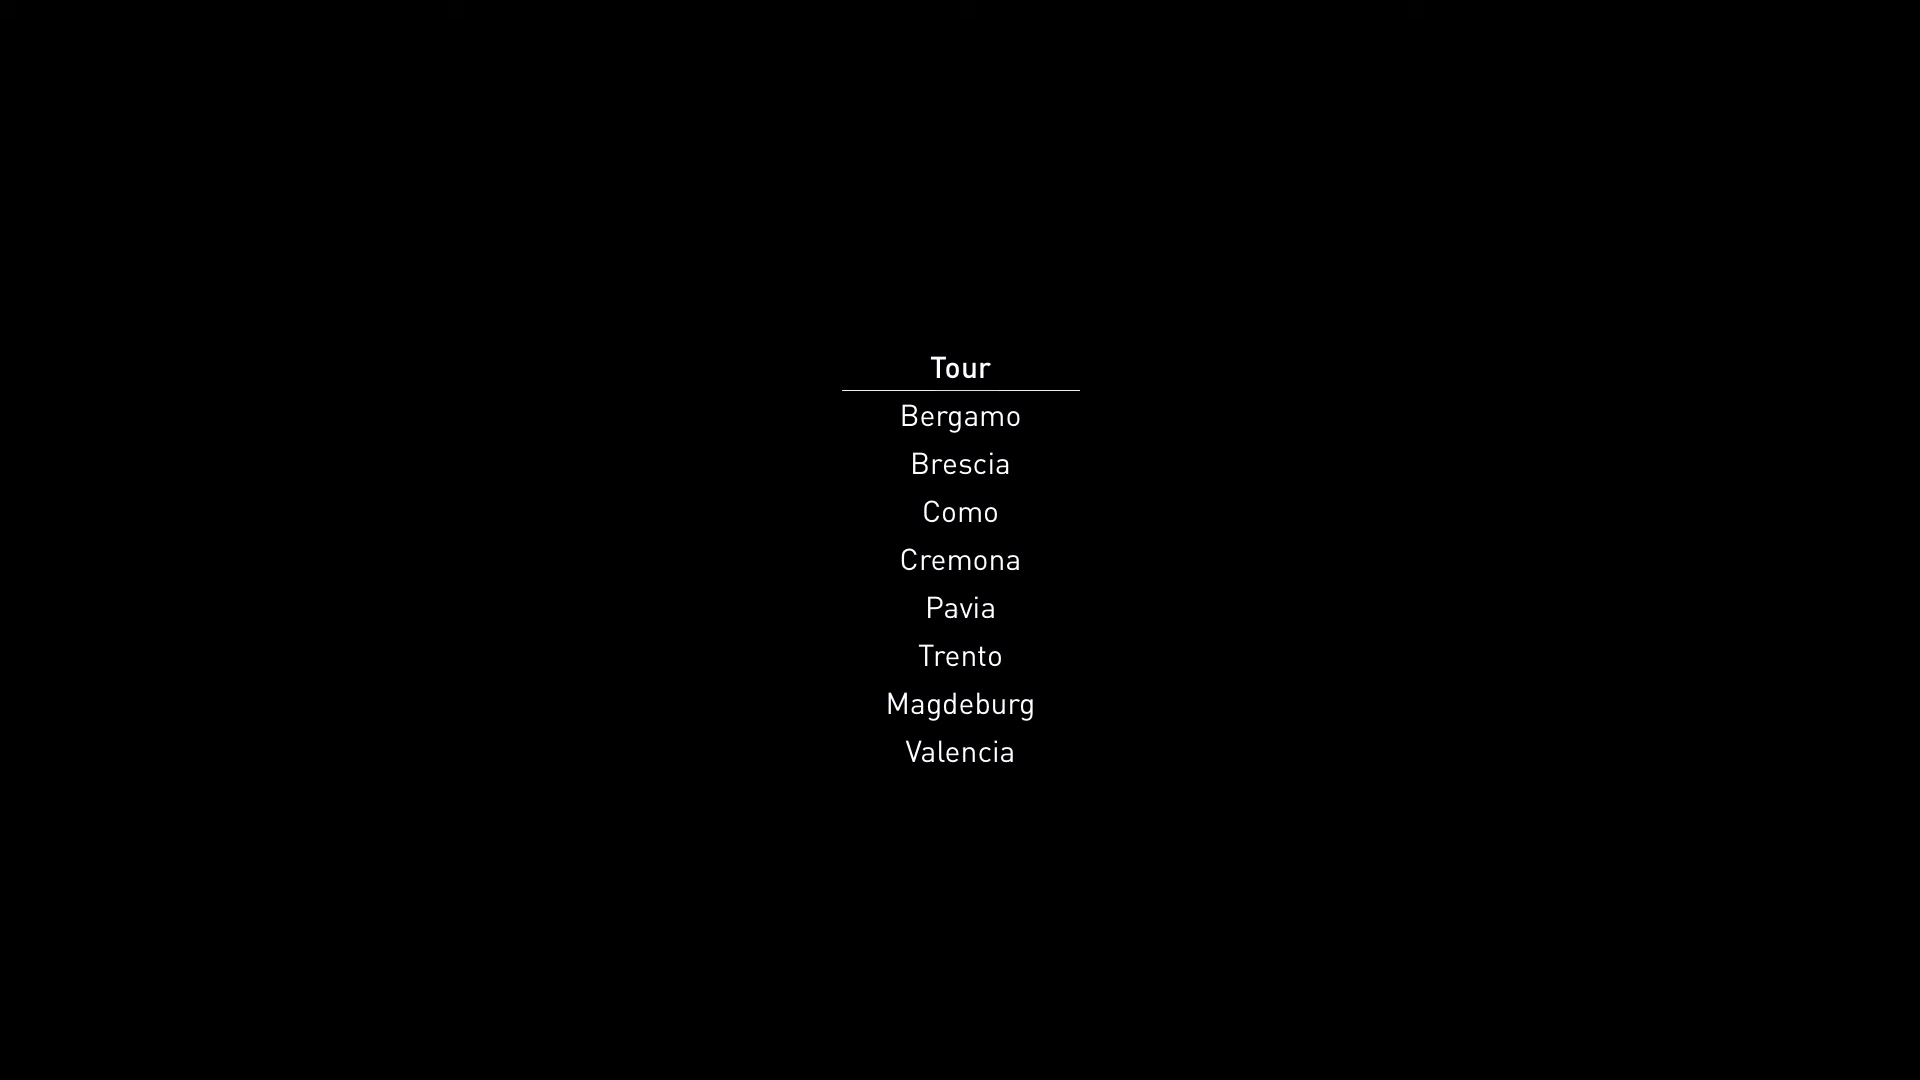 Tour
Bergamo
Brescia
Como
Cremona
Pavia
Trento
Magdeburg
Valencia